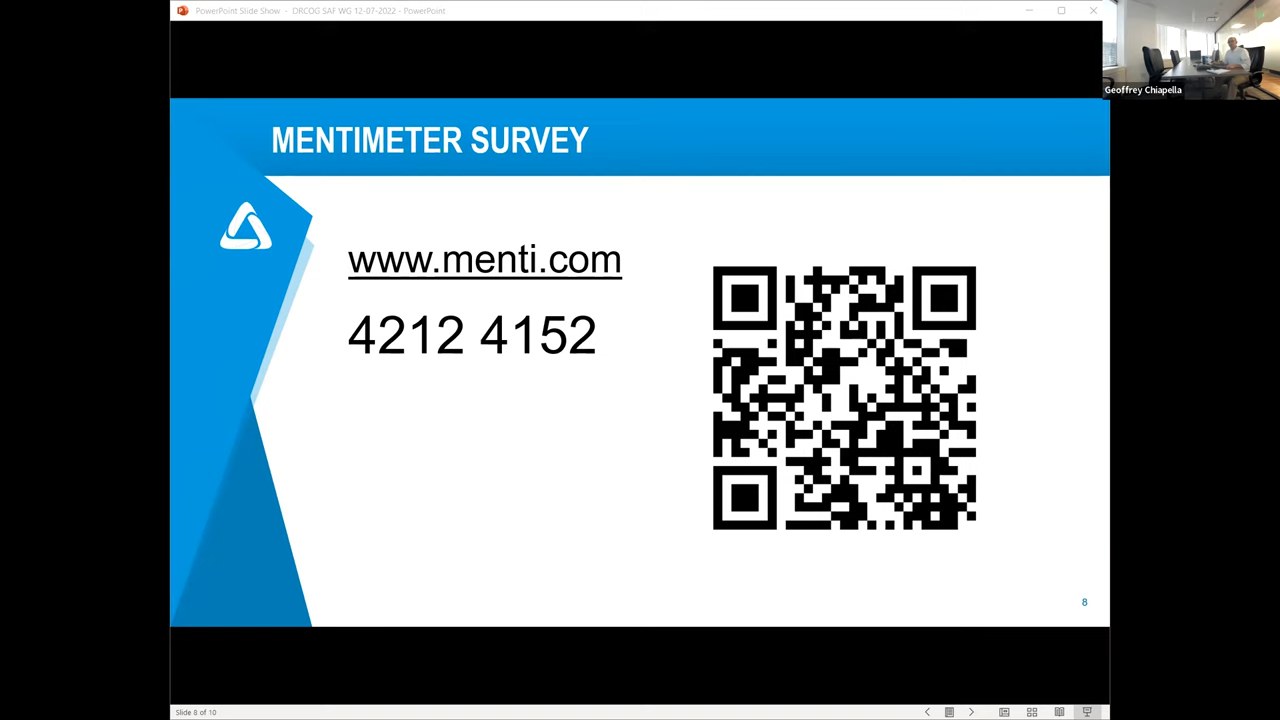 PowerPoint Slide Show - DRCOG SAF WG 12-07-2022 - PowerPoint
Geoffrey Chiapella
MENTIMETER SURVEY
www.menti.com
4212 4152
8
Slide 8 of 10